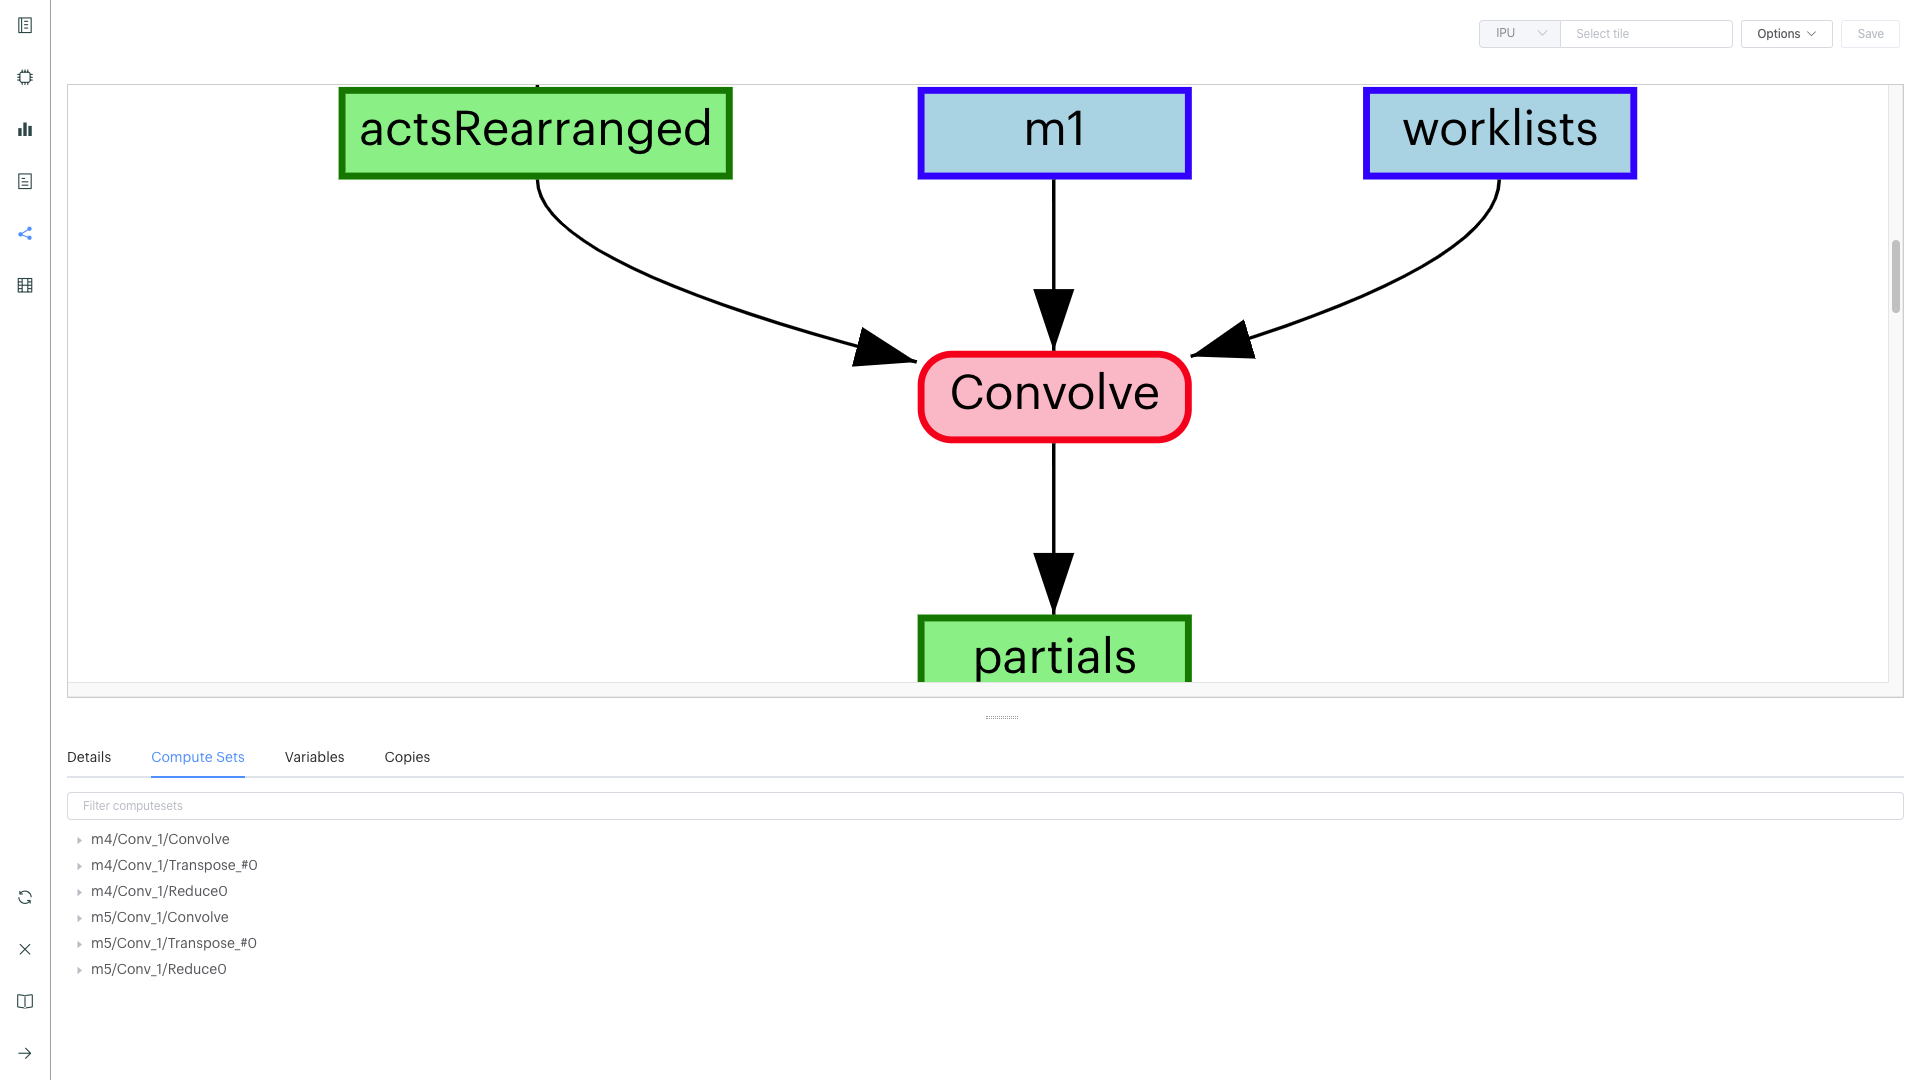 IPU
Select tile
Options
Save
actsRearranged
m1
worklists
Convolve
partials
Details
Compute Sets
Variables
Copies
Filter computesets
m4/Conv_1/Convolve
m4/Conv_1/Transpose_#0
m4/Conv_1/Reduce0
m5/Conv_1/Convolve
m5/Conv_1/Transpose_#0
m5/Conv_1/Reduce0